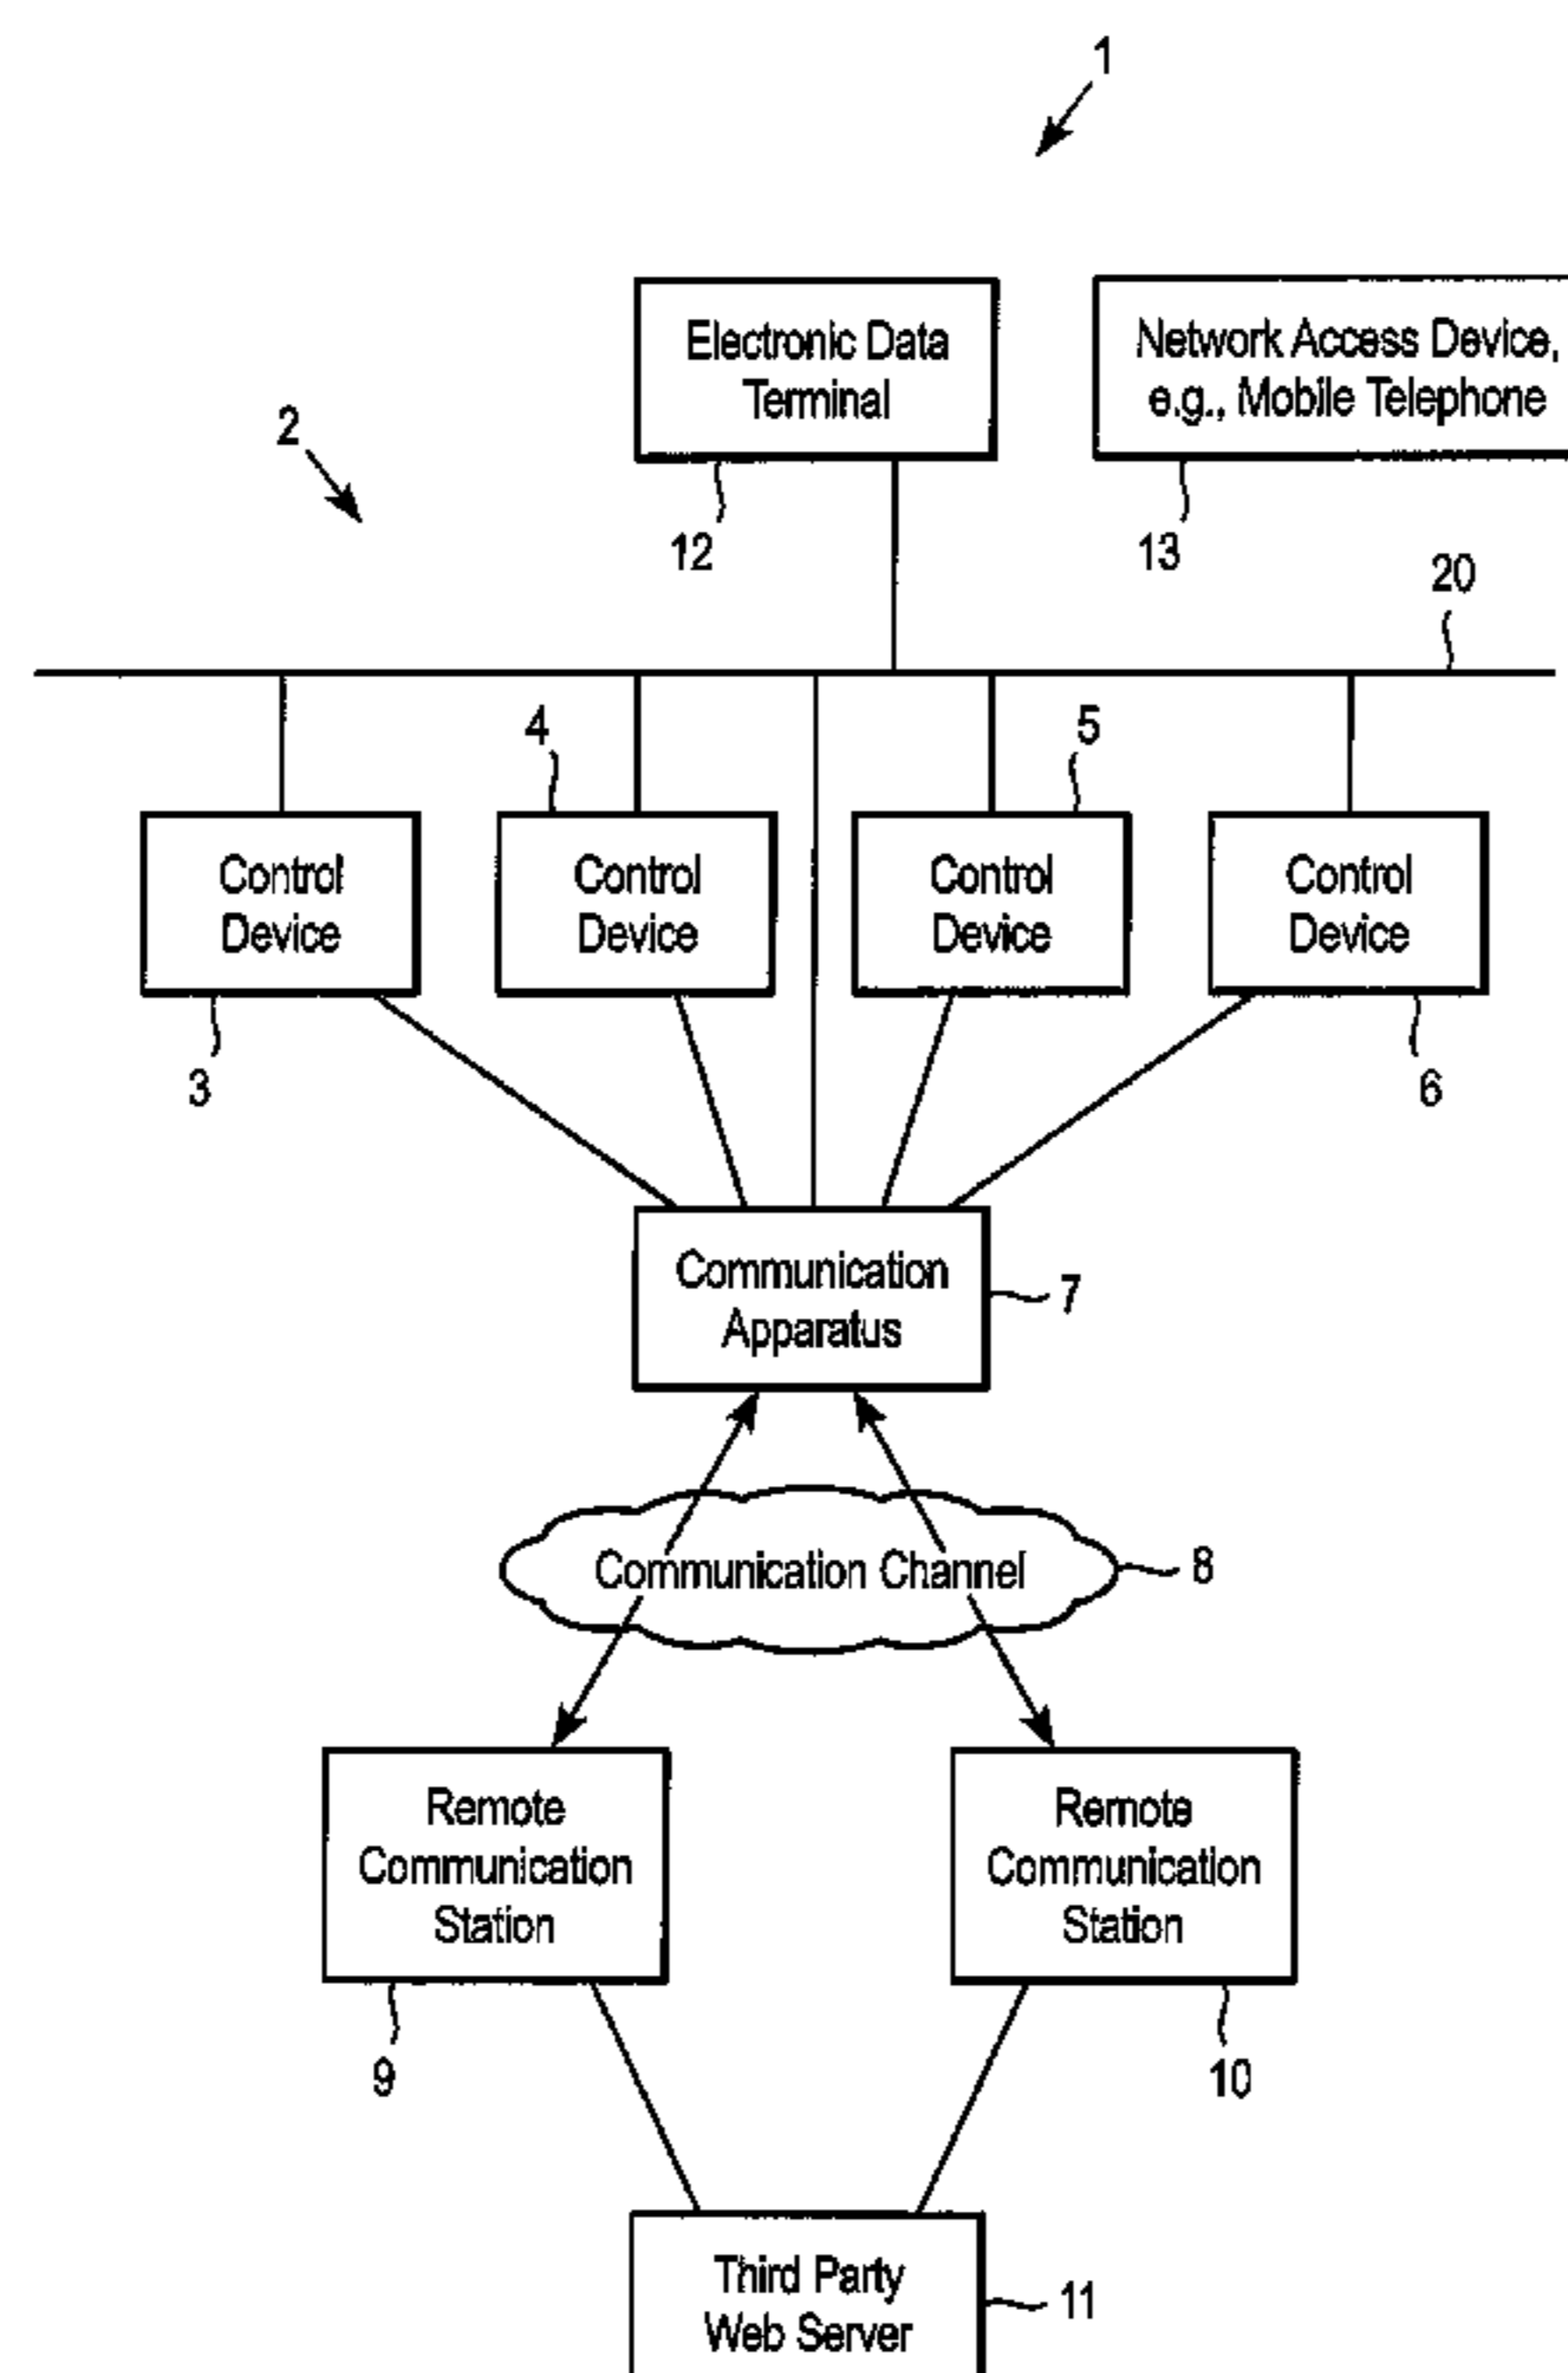 1
Electronic Data
Terminal
Network Access Device,
e.g., Mobile Telephone
2
12
13
20
4
5
Control
Device
Control
Device
Control
Device
Control
Device
3
6
Communication
Apparatus
7
Communication Channel
8
Remote
Communication
Station
Remote
Communication
Station
9
10
Third Party
Web Server
11